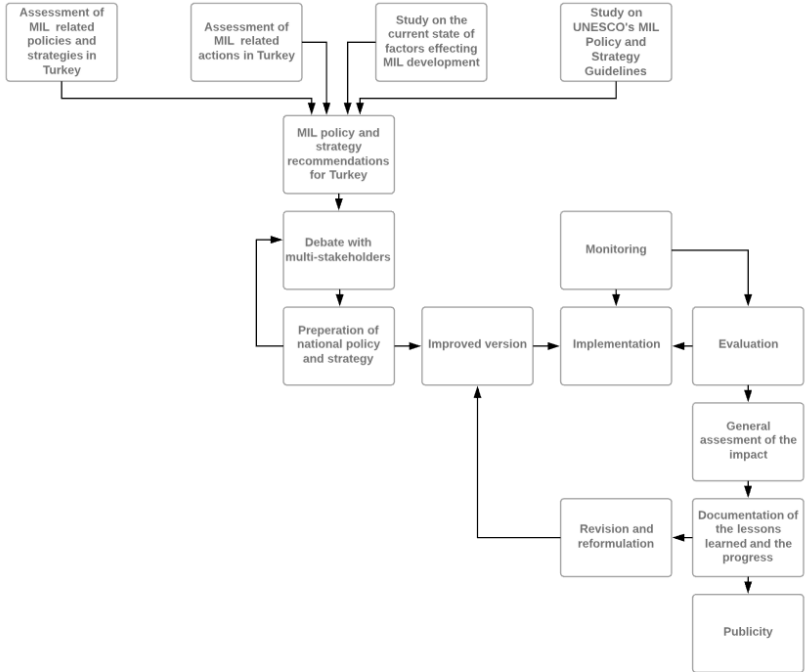 Assessment of
MIL related
policies and
strategies in
Turkey
Assessment of
MIL related
actions in Turkey
Study on the
current state of
factors effecting
MIL development
Study on
UNESCO's MIL
Policy and
Strategy
Guidelines
MIL policy and
strategy
recommendations
for Turkey
Debate with
multi-stakeholders
Monitoring
Preperation of
national policy
and strategy
Improved version
Implementation
Evaluation
General
assesment of the
impact
Revision and
reformulation
Documentation of
the lessons
learned and the
progress
Publicity